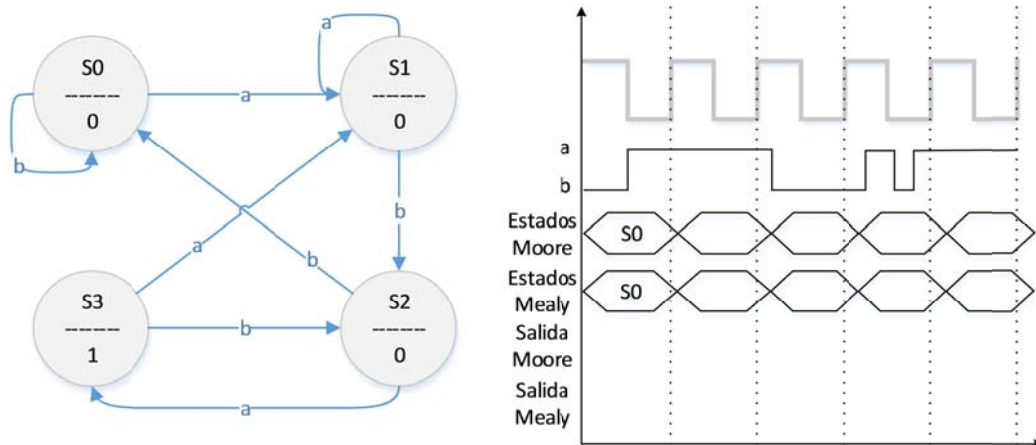 S0
-------
0
S1
-------
0
S3
-------
1
S2
-------
0
a
a
b
b
a
b
b
a
a
b
Estados
Moore
S0
Estados
Mealy
S0
Salida
Moore
Salida
Mealy